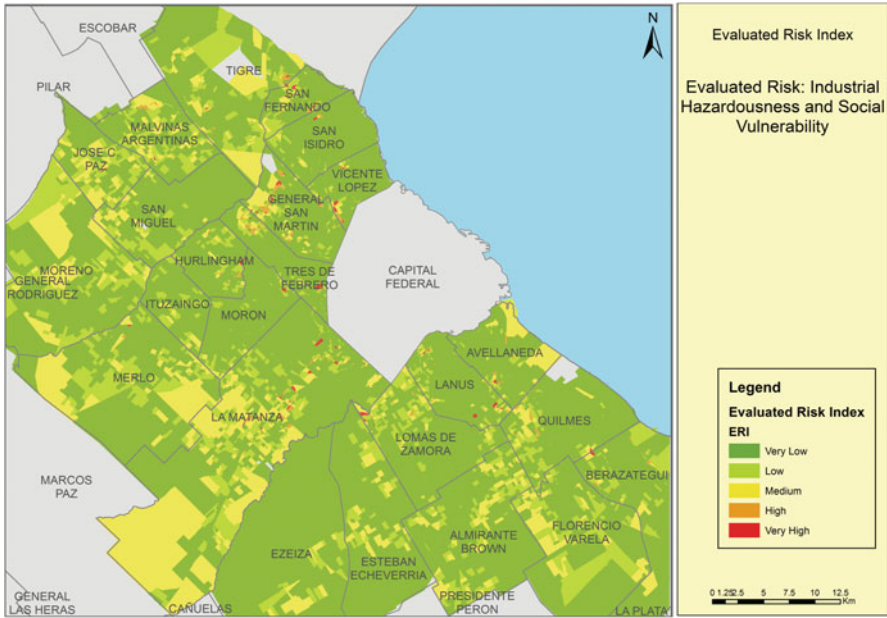 ESCOBAR
N
TIGRE
PILAR
SAN
FERNANDO
MALVINAS
ARGENTINAS
SAN
ISIDRO
JOSE C
PAZ
VICENTE
LOPEZ
SAN
MIGUEL
GENERAL
SAN
MARTIN
HURLINGHAM
TRES DE
FEBRERO
CAPITAL
FEDERAL
MORENO
GENERAL
RODRIGUEZ
ITUZAINGO
MORON
AVELLANEDA
MERLO
LANUS
LA MATANZA
QUILMES
LOMAS DE
ZAMORA
BERAZATEGUI
MARCOS
PAZ
ALMIRANTE
BROWN
FLORENCIO
VARELA
EZEIZA
ESTEBAN
ECHEVERRIA
GENERAL
LAS HERAS
CAÑUELAS
PRESIDENTE
PERON
LA PLATA
Evaluated Risk Index
Evaluated Risk: Industrial
Hazardousness and Social
Vulnerability
Legend
Evaluated Risk Index
ERI
Very Low
Low
Medium
High
Very High
0 1.252.5 5 7.5 10 12.5
Km